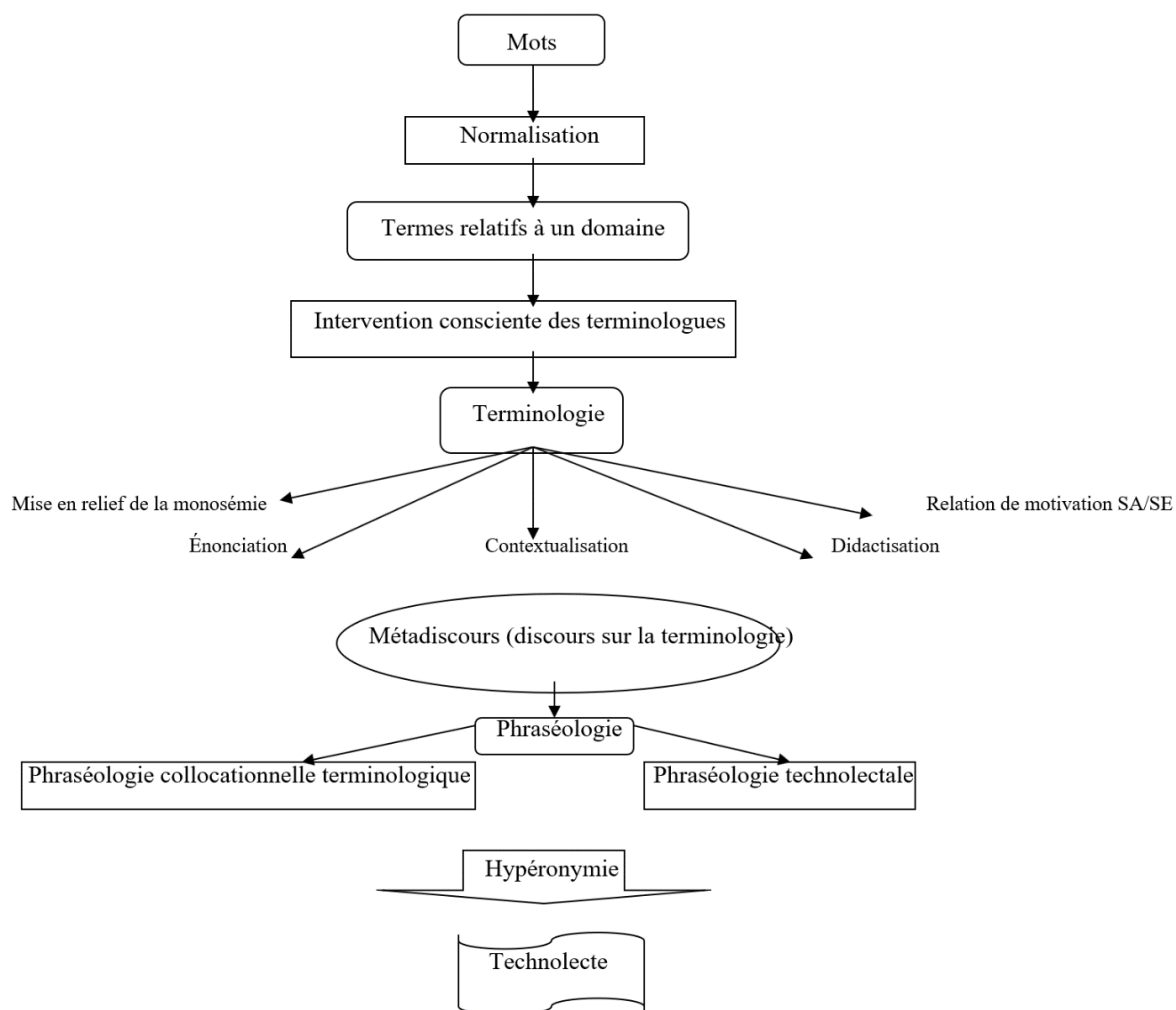 Mots
Normalisation
Termes relatifs à un domaine
Intervention consciente des terminologues
Terminologie
Mise en relief de la monosémie
Relation de motivation SA/SE
Énonciation
Contextualisation
Didactisation
Métadiscours (discours sur la terminologie)
Phraséologie
Phraséologie collocationnelle terminologique
Phraséologie technolectale
Hypéronymie
Technolecte